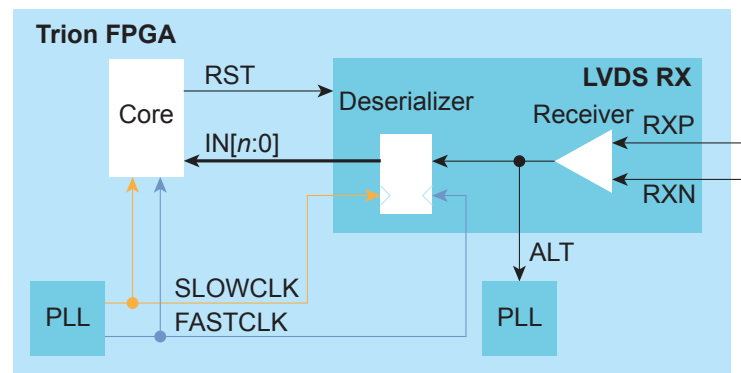 Trion FPGA
RST
LVDS RX
Core
Deserializer
Receiver
RXP
IN[n:0]
RXN
ALT
SLOWCLK
PLL
FASTCLK
PLL